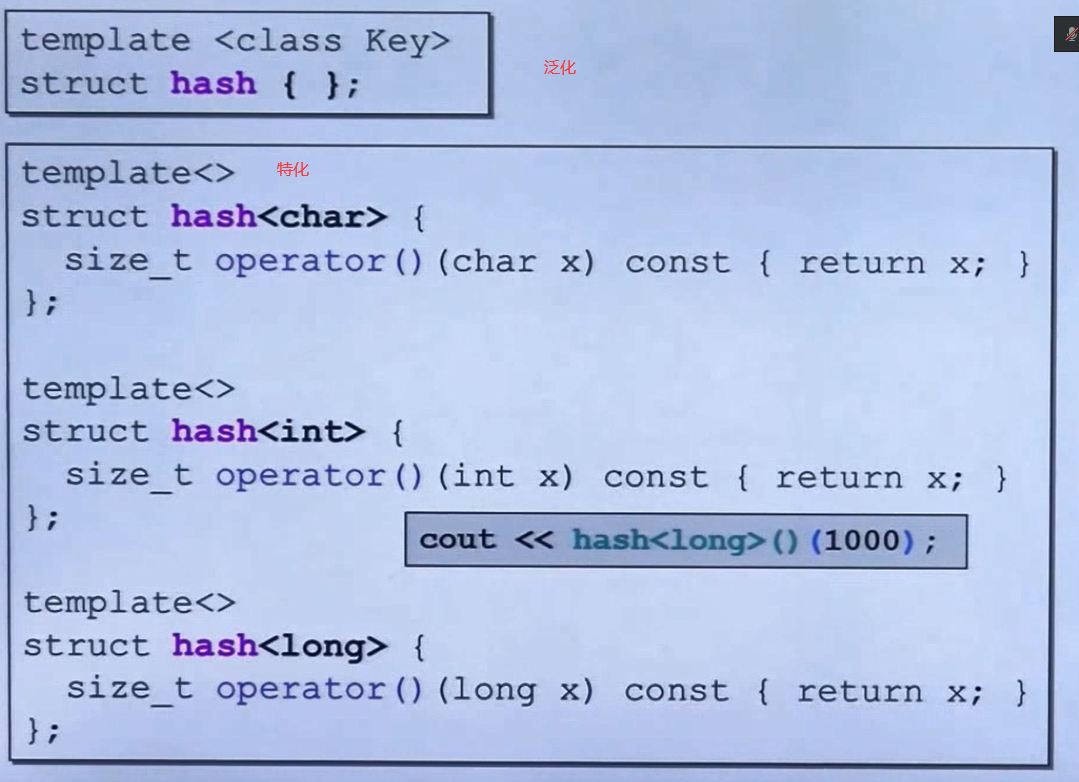 template <class Key>
struct hash { };
泛化
template<>
特化
struct hash<char> {
size_t operator()(char x) const { return x; }
};
template<>
struct hash<int> {
size_t operator()(int x) const { return x; }
};
cout << hash<long>()(1000);
template<>
struct hash<long> {
size_t operator()(long x) const { return x; }
};